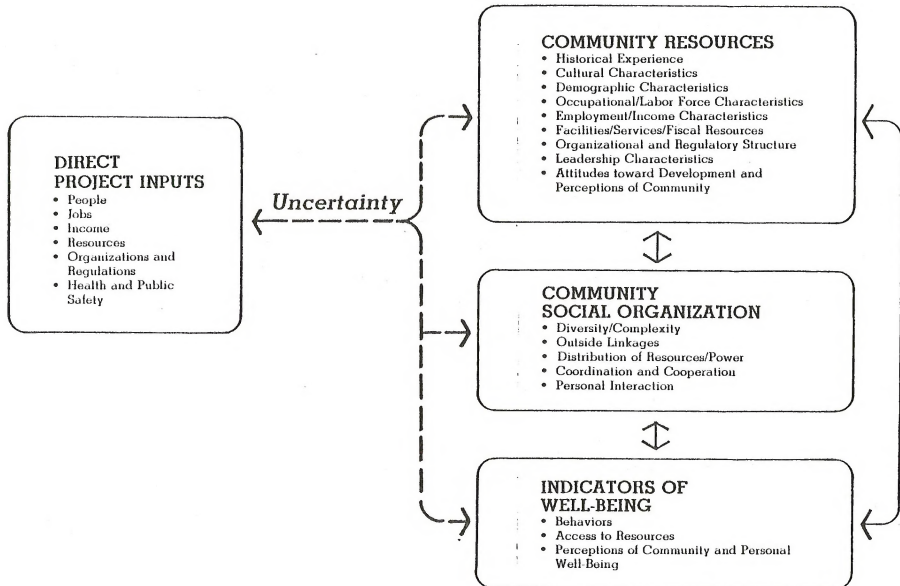 DIRECT
PROJECT INPUTS
• People
• Jobs
• Income
• Resources
• Organizations and
Regulations
• Health and Public
Safety
Uncertainty
COMMUNITY RESOURCES
• Historical Experience
• Cultural Characteristics
• Demographic Characteristics
• Occupational/Labor Force Characteristics
• Employment/Income Characteristics
• Facilities/Services/Fiscal Resources
• Organizational and Regulatory Structure
• Leadership Characteristics
• Attitudes toward Development and
Perceptions of Community
COMMUNITY
SOCIAL ORGANIZATION
• Diversity/Complexity
• Outside Linkages
• Distribution of Resources/Power
• Coordination and Cooperation
• Personal Interaction
INDICATORS OF
WELL-BEING
• Behaviors
• Access to Resources
• Perceptions of Community and Personal
Well-Being